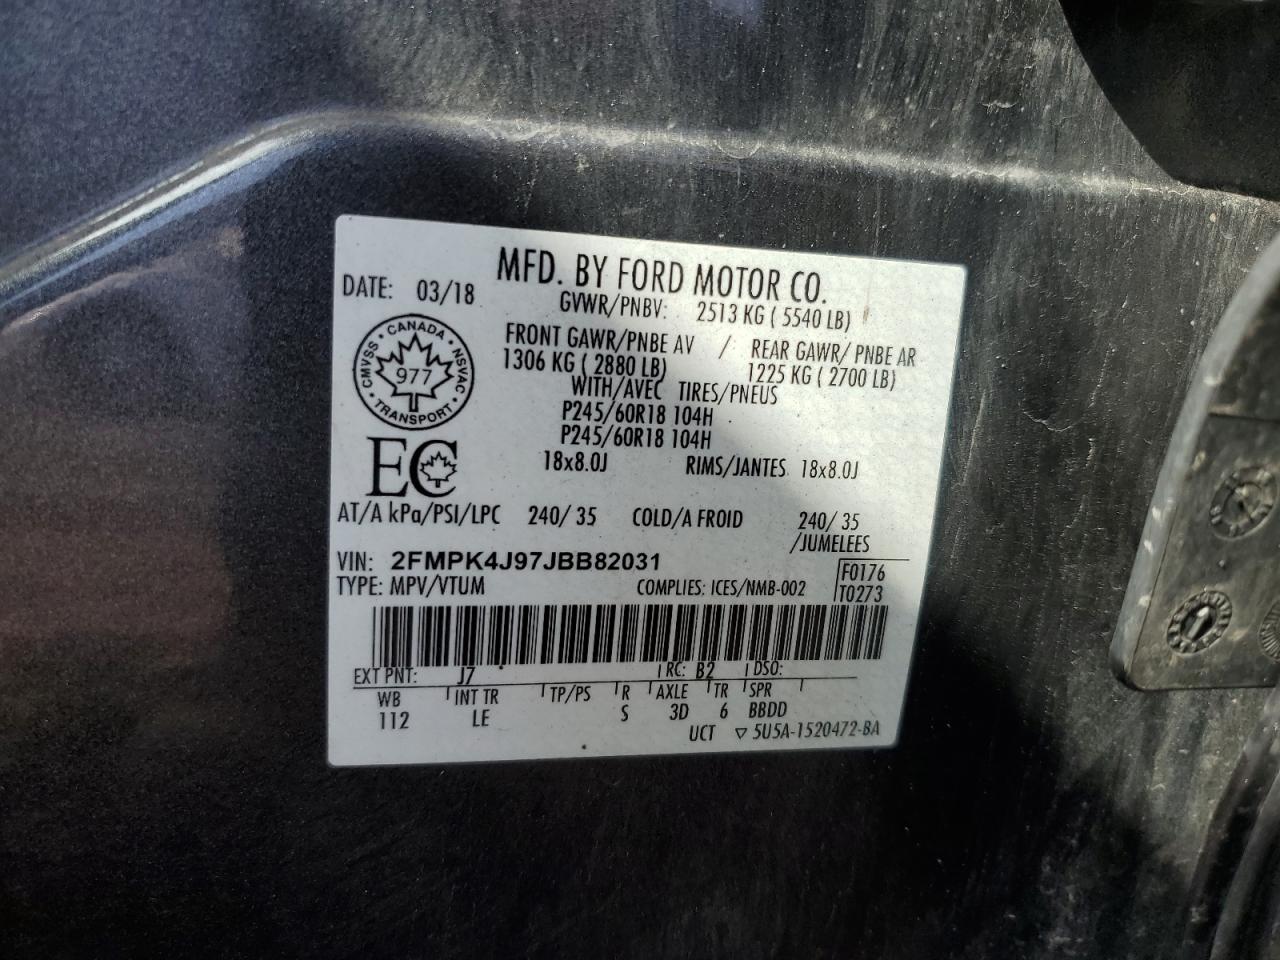 MFD. BY FORD MOTOR CO.
DATE: 03/18
GVWR/PNBV: 2513 KG ( 5540 LB)
FRONT GAWR/PNBE AV / REAR GAWR/ PNBE AR
1306 KG ( 2880 LB) 1225 KG ( 2700 LB)
WITH/AVEC TIRES/PNEUS
P245/60R18 104H
P245/60R18 104H
18x8.0J RIMS/JANTES 18x8.0J
CANADA
CMVSS 977 NSVAC
TRANSPORT
EC
AT/A kPa/PSI/LPC 240/ 35 COLD/A FROID 240/ 35
/JUMELEES
VIN: 2FMPK4J97JBB82031
F0176
TYPE: MPV/VTUM COMPLIES: ICES/NMB-002 T0273
EXT PNT: J7 RC: B2 DSO:
WB INT TR TP/PS R AXLE TR SPR
112 LE S 3D 6 BBDD
UCT ▽ 5U5A-1520472-BA